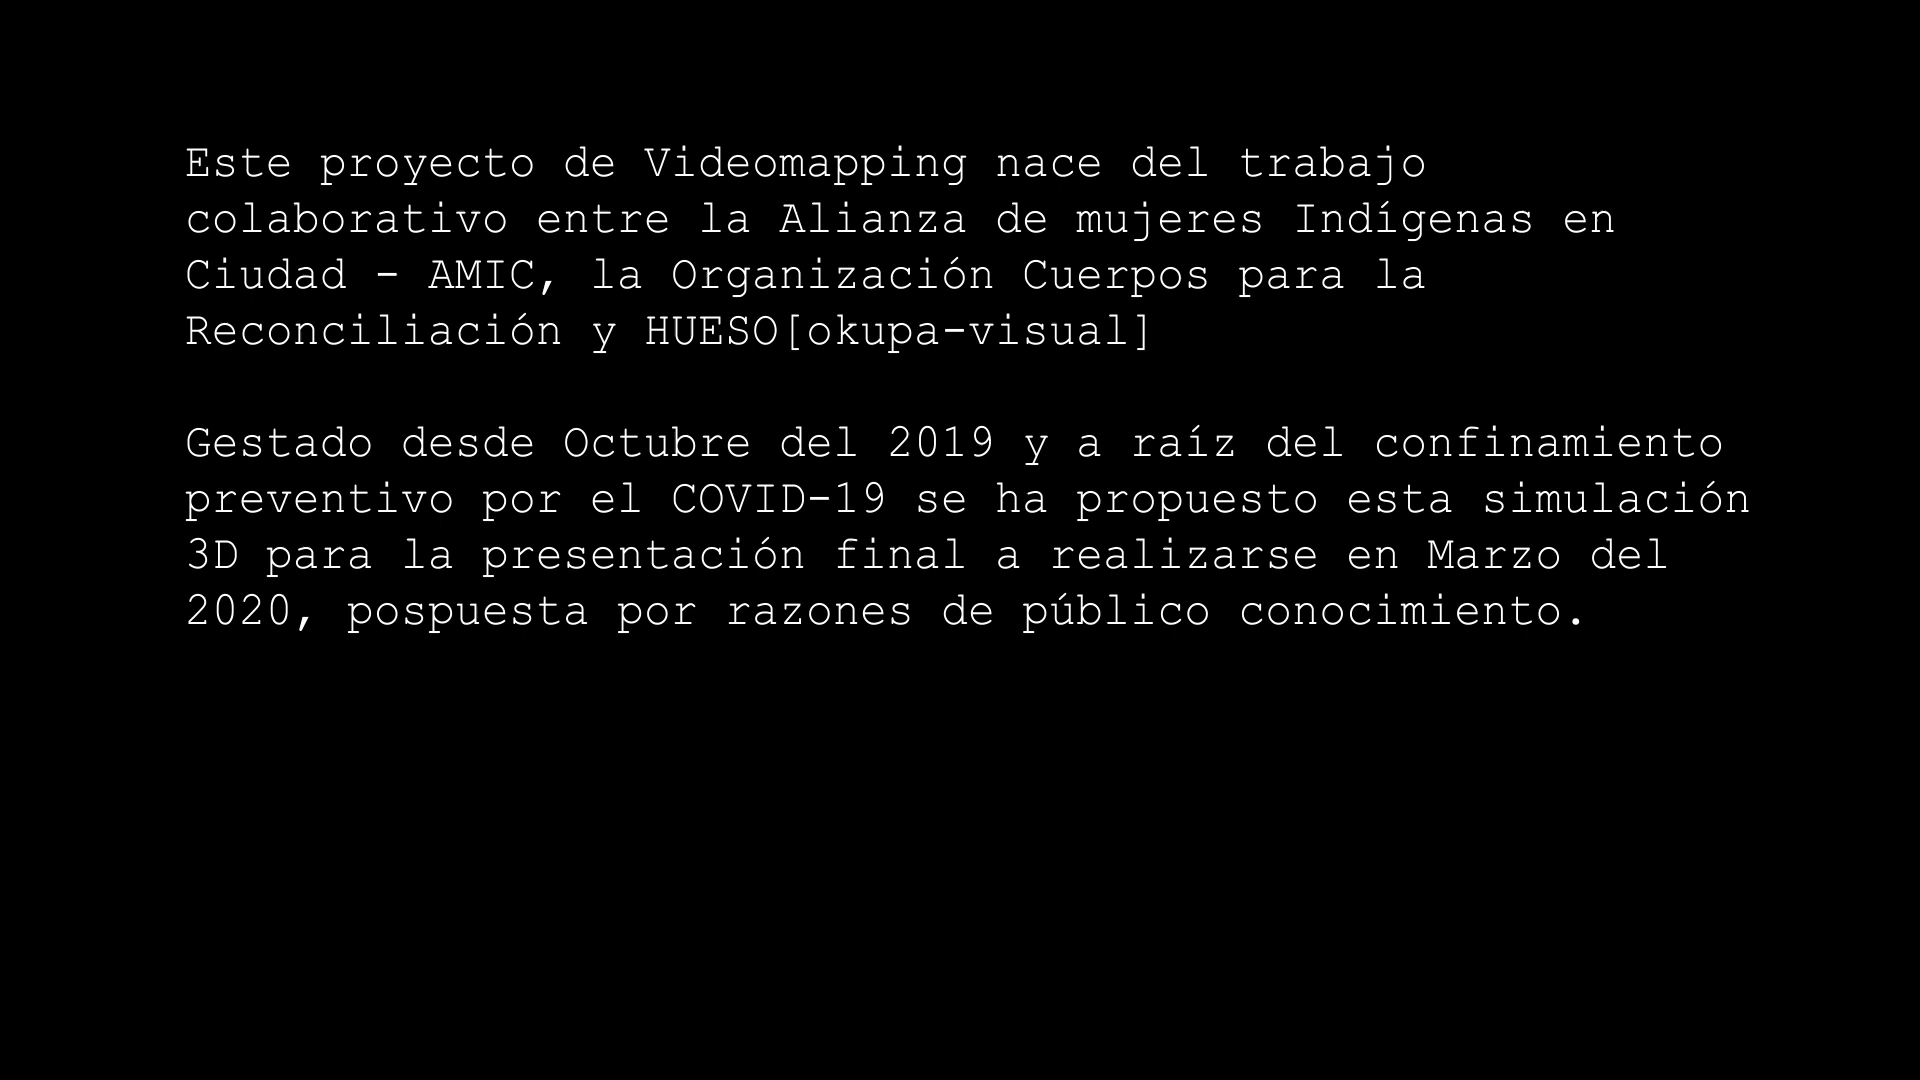 Este proyecto de Videomapping nace del trabajo
colaborativo entre la Alianza de mujeres Indígenas en
Ciudad - AMIC, la Organización Cuerpos para la
Reconciliación y HUESO[okupa-visual]
Gestado desde Octubre del 2019 y a raíz del confinamiento
preventivo por el COVID-19 se ha propuesto esta simulación
3D para la presentación final a realizarse en Marzo del
2020, pospuesta por razones de público conocimiento.